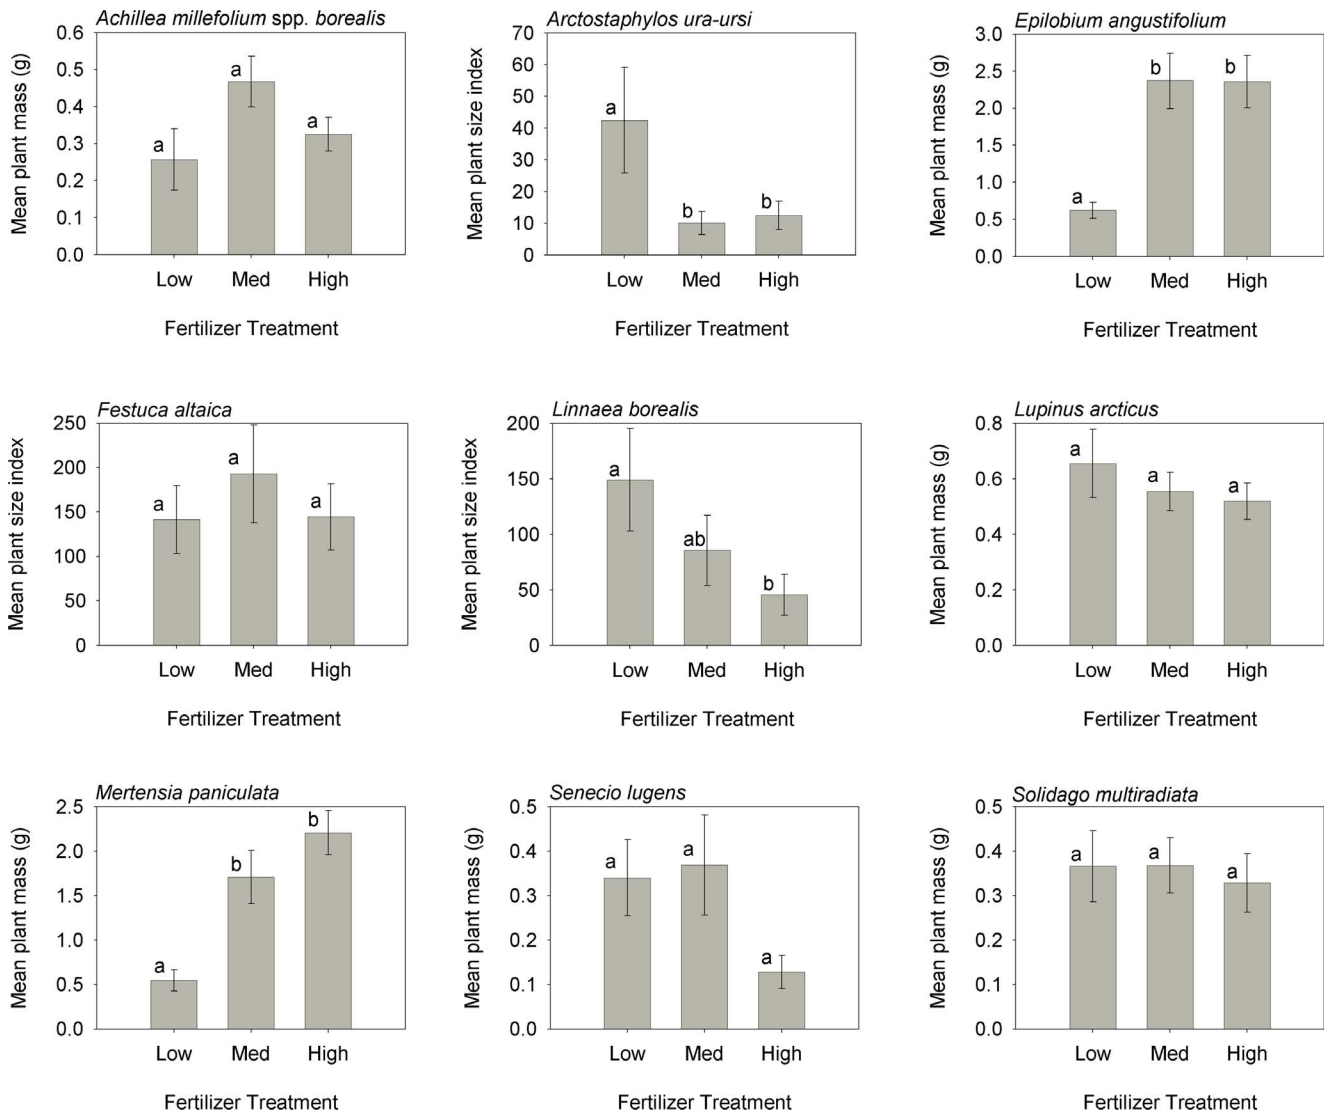 Achillea millefolium spp. borealis
Mean plant mass (g)
0.6
0.5
0.4
0.3
0.2
0.1
0.0
a
a
a
Low Med High
Fertilizer Treatment
Arctostaphylos ura-ursi
Mean plant size index
70
60
50
40
30
20
10
0
a
b
b
Low Med High
Fertilizer Treatment
Epilobium angustifolium
Mean plant mass (g)
3.0
2.5
2.0
1.5
1.0
0.5
0.0
a
b
b
Low Med High
Fertilizer Treatment
Festuca altaica
Mean plant size index
250
200
150
100
50
0
a
a
a
Low Med High
Fertilizer Treatment
Linnaea borealis
Mean plant size index
200
150
100
50
0
a
ab
b
Low Med High
Fertilizer Treatment
Lupinus arcticus
Mean plant mass (g)
0.8
0.6
0.4
0.2
0.0
a
a
a
Low Med High
Fertilizer Treatment
Mertensia paniculata
Mean plant mass (g)
2.5
2.0
1.5
1.0
0.5
0.0
a
b
b
Low Med High
Fertilizer Treatment
Senecio lugens
Mean plant mass (g)
0.5
0.4
0.3
0.2
0.1
0.0
a
a
a
Low Med High
Fertilizer Treatment
Solidago multiradiata
Mean plant mass (g)
0.5
0.4
0.3
0.2
0.1
0.0
a
a
a
Low Med High
Fertilizer Treatment